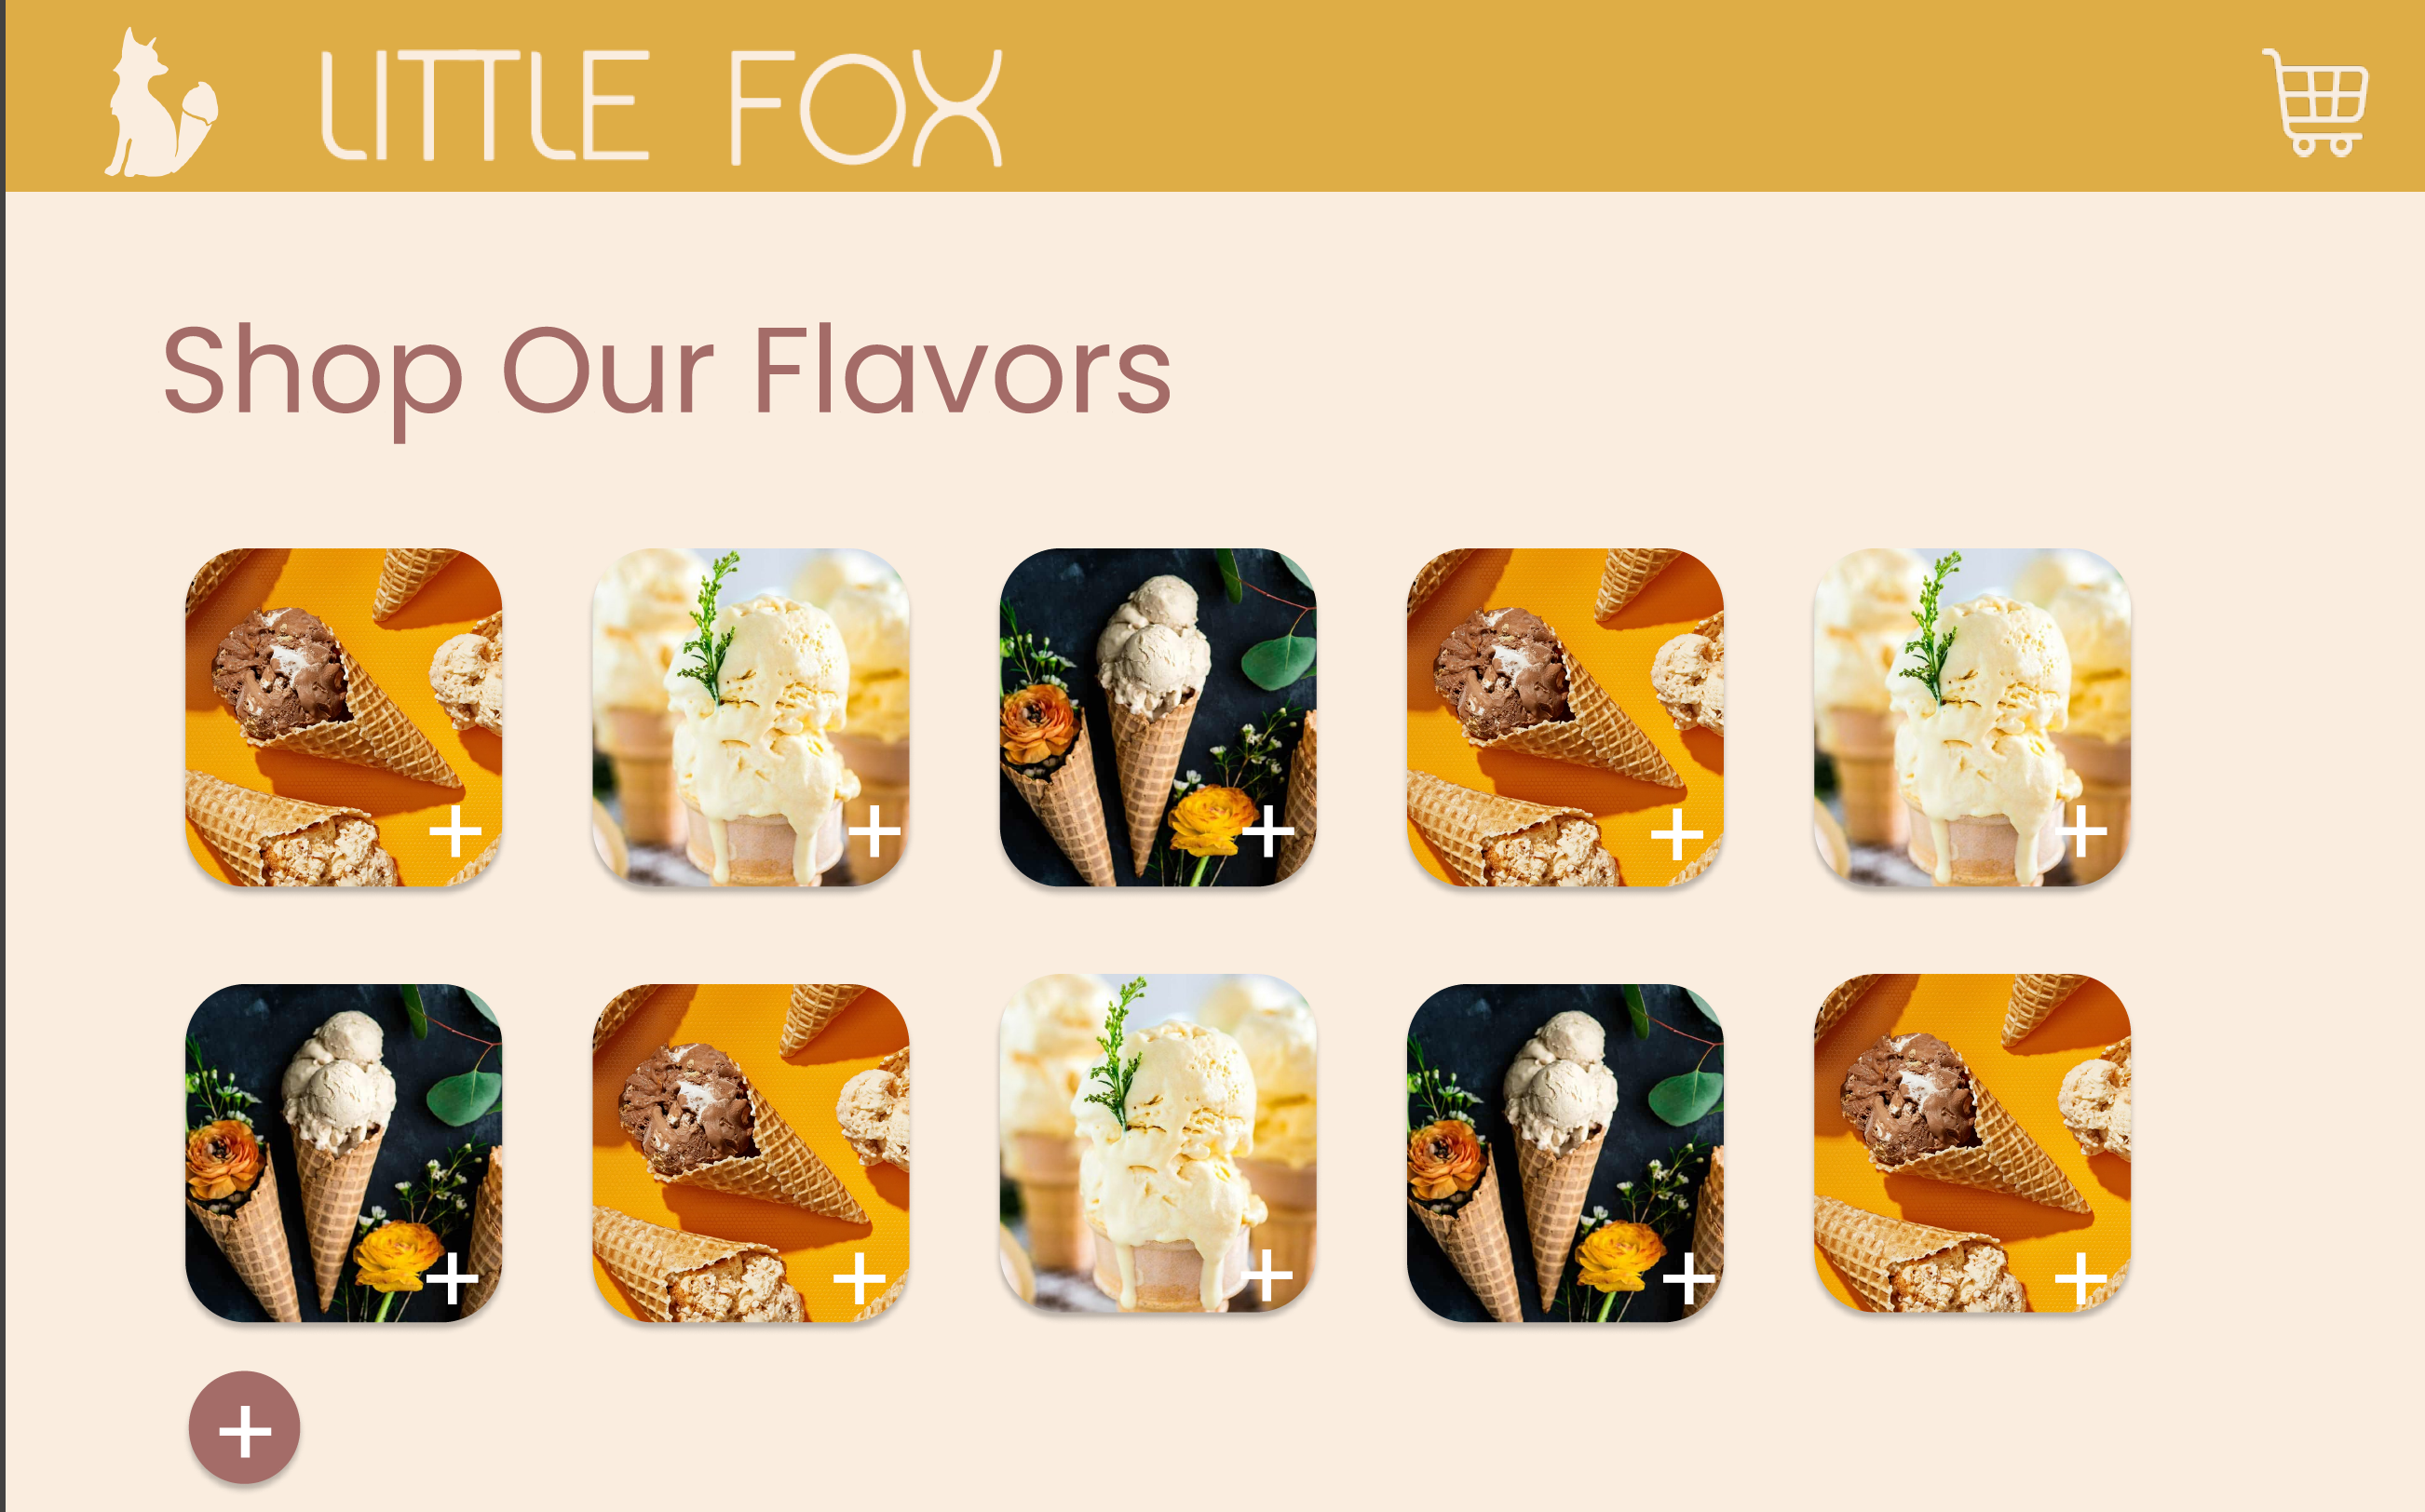 LITTLE FOX
Shop Our Flavors
+ + + + +
+ + + + +
+